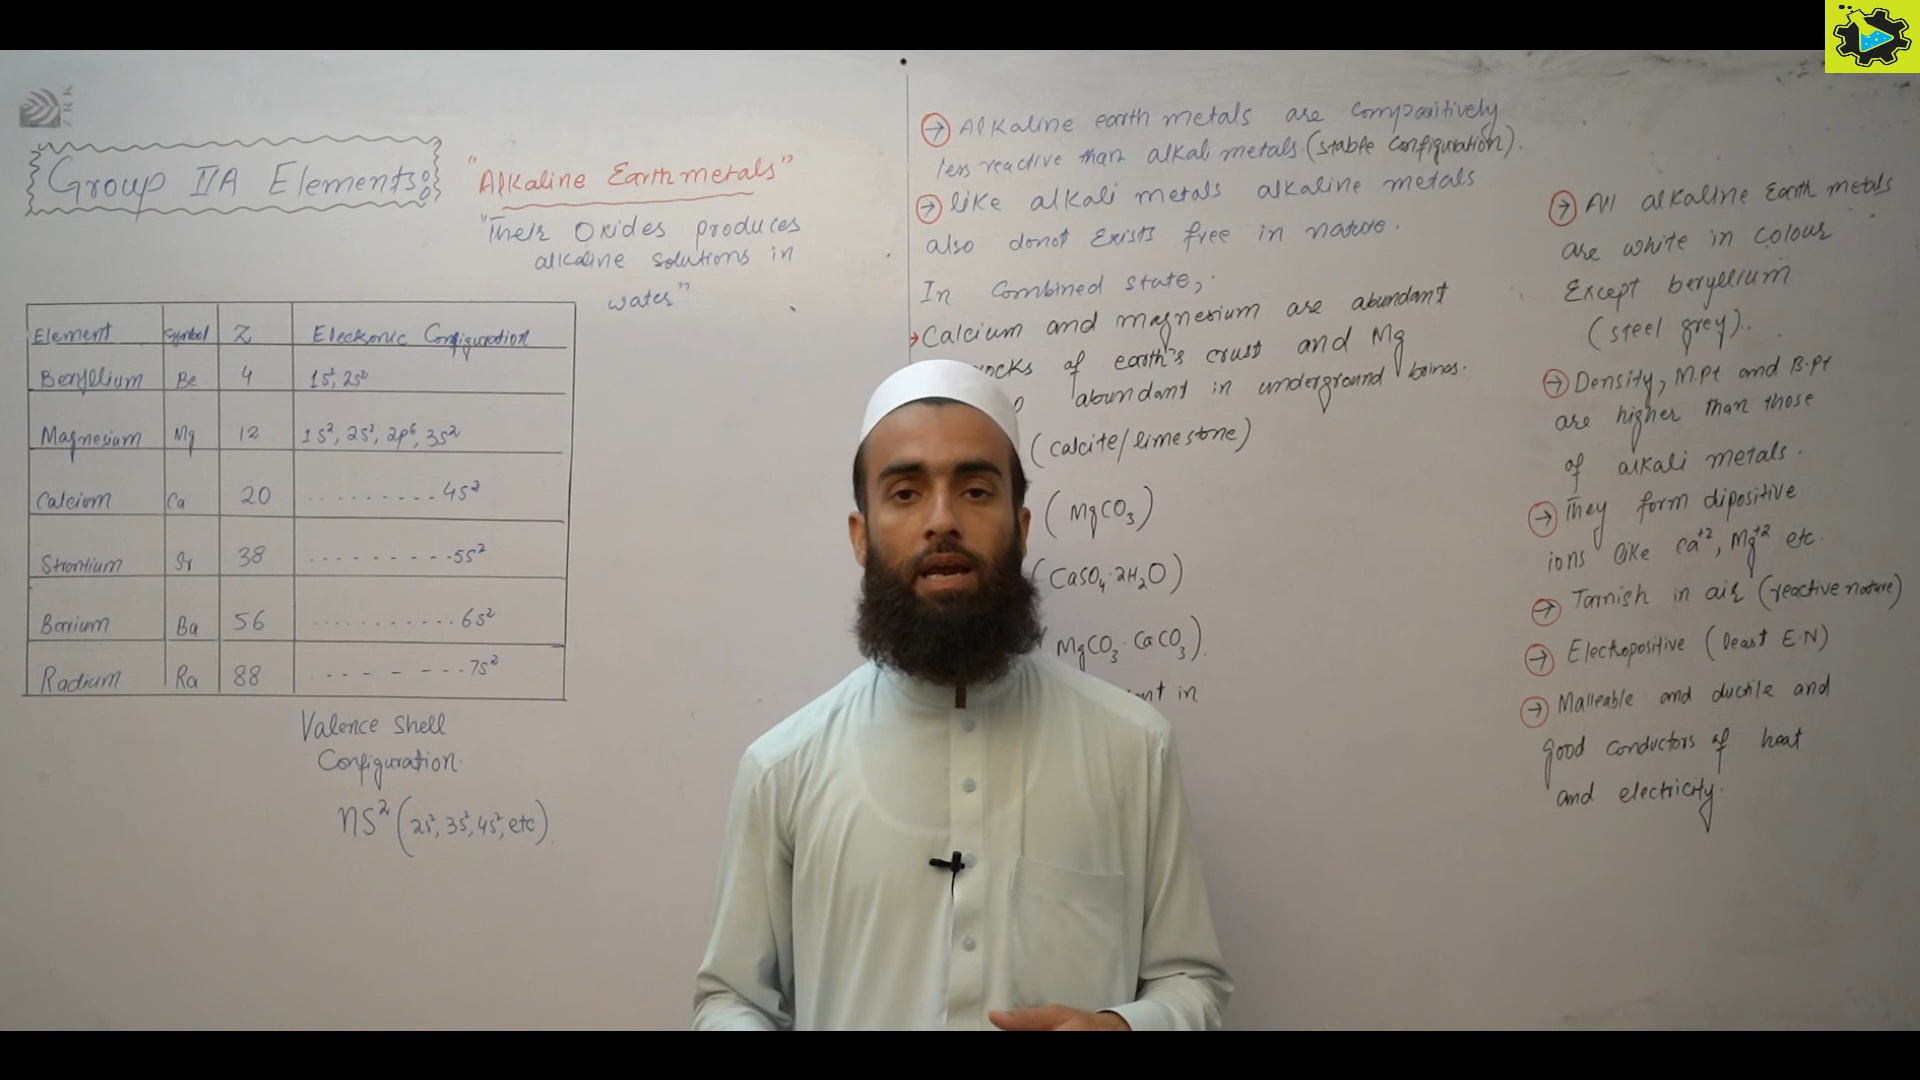 ZRK
Group IIA Elements:
"Alkaline Earth metals"
"Their Oxides produces
alkaline solutions in
water"
Element Symbol Z Electronic Configuration
Beryllium Be 4 1s², 2s²
Magnesium Mg 12 1s², 2s², 2p⁶, 3s²
Calcium Ca 20 .........4s²
Strontium Sr 38 ---------5s²
Barium Ba 56 ...........6s²
Radium Ra 88 ---- - ---7s²
Valence shell
Configuration.
ns² (2s², 3s², 4s², etc).
→ Alkaline earth metals are comparitively
less reactive than alkali metals. (stable configuration).
→ like alkali metals alkaline metals
also donot Exists free in nature.
In Combined state,
→ Calcium and magnesium are abundant
rocks of earth's crust and Mg
abundant in underground brines.
(calcite/limestone)
(MgCO₃)
(CaSO₄·2H₂O)
MgCO₃·CaCO₃).
in
→ All alkaline Earth metals
are white in colour
Except beryllium
(steel grey)..
→ Density, M.pt and B.pt
are higher than those
of alkali metals.
→ They form dipositive
ions like Ca⁺², Mg⁺² etc.
→ Tarnish in air (reactive nature)
→ Electropositive (least E.N)
→ Malleable and ductile and
good conductors of heat
and electricity.